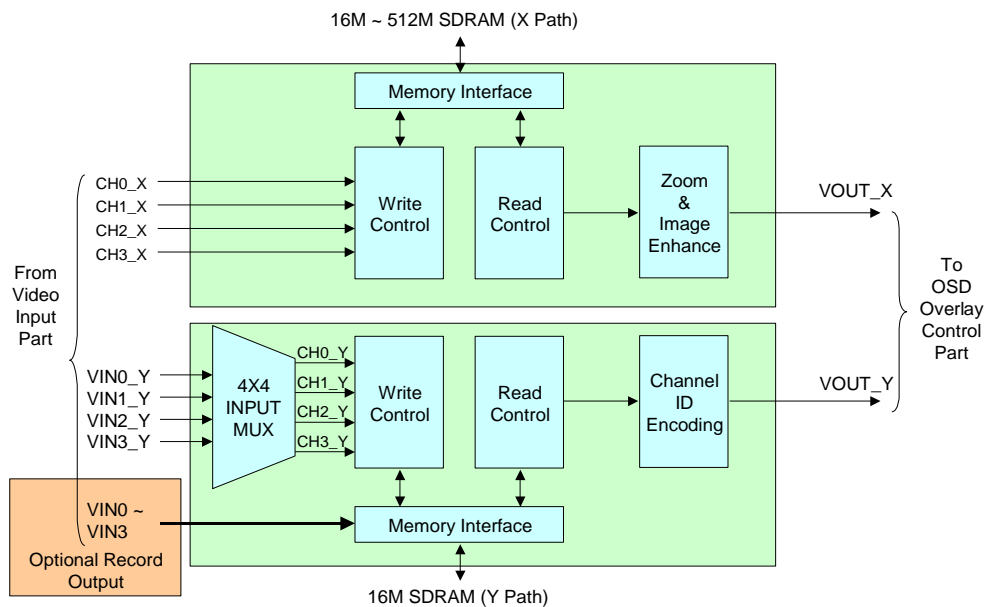 16M ~ 512M SDRAM (X Path)
Memory Interface
CH0_X
CH1_X
CH2_X
CH3_X
Write
Control
Read
Control
Zoom
&
Image
Enhance
VOUT_X
From
Video
Input
Part
To
OSD
Overlay
Control
Part
VIN0_Y
VIN1_Y
VIN2_Y
VIN3_Y
4X4
INPUT
MUX
CH0_Y
CH1_Y
CH2_Y
CH3_Y
Write
Control
Read
Control
Channel
ID
Encoding
VOUT_Y
VIN0 ~
VIN3
Optional Record
Output
Memory Interface
16M SDRAM (Y Path)